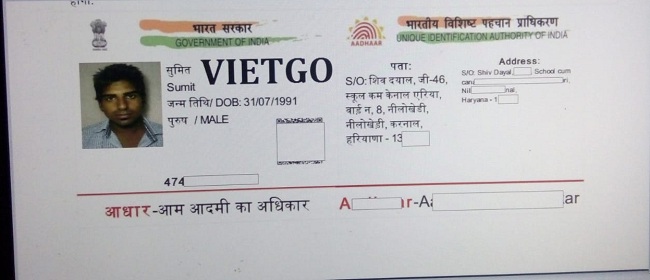 भारत सरकार
GOVERNMENT OF INDIA
सुमित
Sumit
VIETGO
जन्म तिथि/ DOB: 31/07/1991
पुरुष / MALE
474
भारतीय विशिष्ट पहचान प्राधिकरण
UNIQUE IDENTIFICATION AUTHORITY OF INDIA
AADHAAR
पता:
S/O: शिव दयाल, जी-46,
स्कूल कम केनाल एरिया,
वार्ड न, 8, नीलोखेड़ी,
नीलोखेड़ी, करनाल,
हरियाणा - 13
Address:
S/O: Shiv Dayal, School cum
Haryana - 1
आधार-आम आदमी का अधिकार
A r-A ar